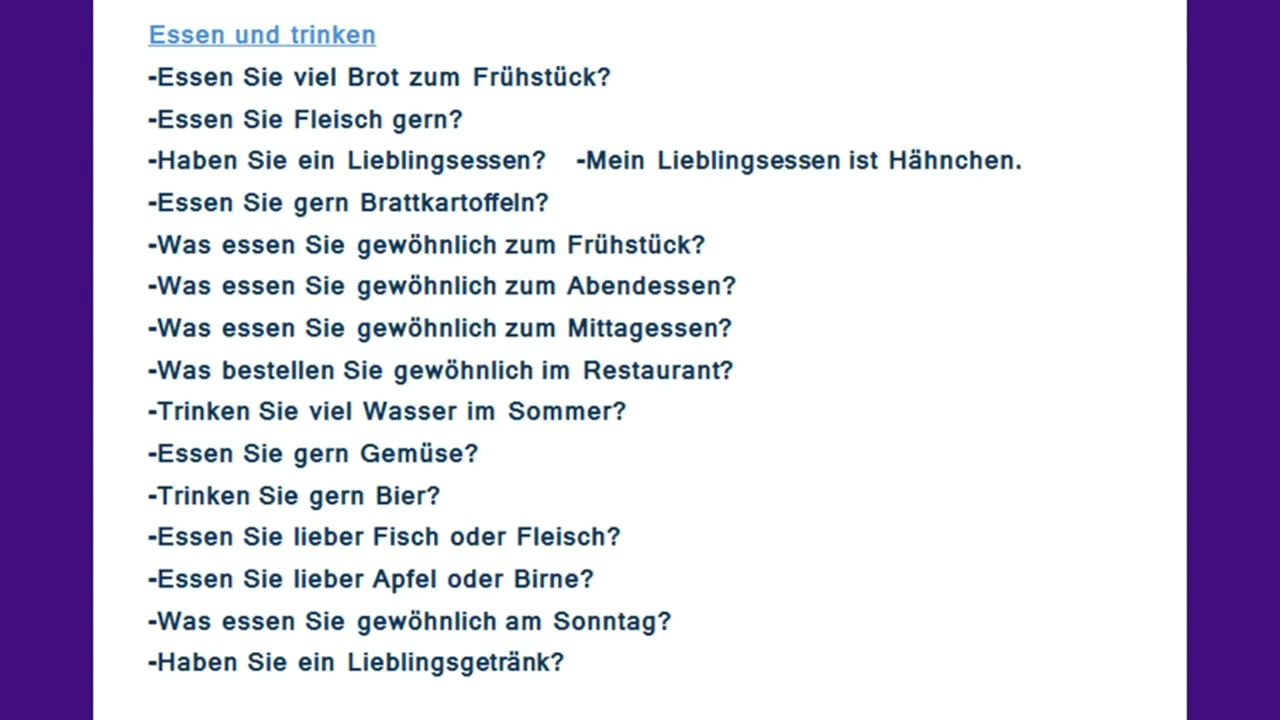 Essen und trinken
-Essen Sie viel Brot zum Frühstück?
-Essen Sie Fleisch gern?
-Haben Sie ein Lieblingsessen? -Mein Lieblingsessen ist Hähnchen.
-Essen Sie gern Brattkartoffeln?
-Was essen Sie gewöhnlich zum Frühstück?
-Was essen Sie gewöhnlich zum Abendessen?
-Was essen Sie gewöhnlich zum Mittagessen?
-Was bestellen Sie gewöhnlich im Restaurant?
-Trinken Sie viel Wasser im Sommer?
-Essen Sie gern Gemüse?
-Trinken Sie gern Bier?
-Essen Sie lieber Fisch oder Fleisch?
-Essen Sie lieber Apfel oder Birne?
-Was essen Sie gewöhnlich am Sonntag?
-Haben Sie ein Lieblingsgetränk?